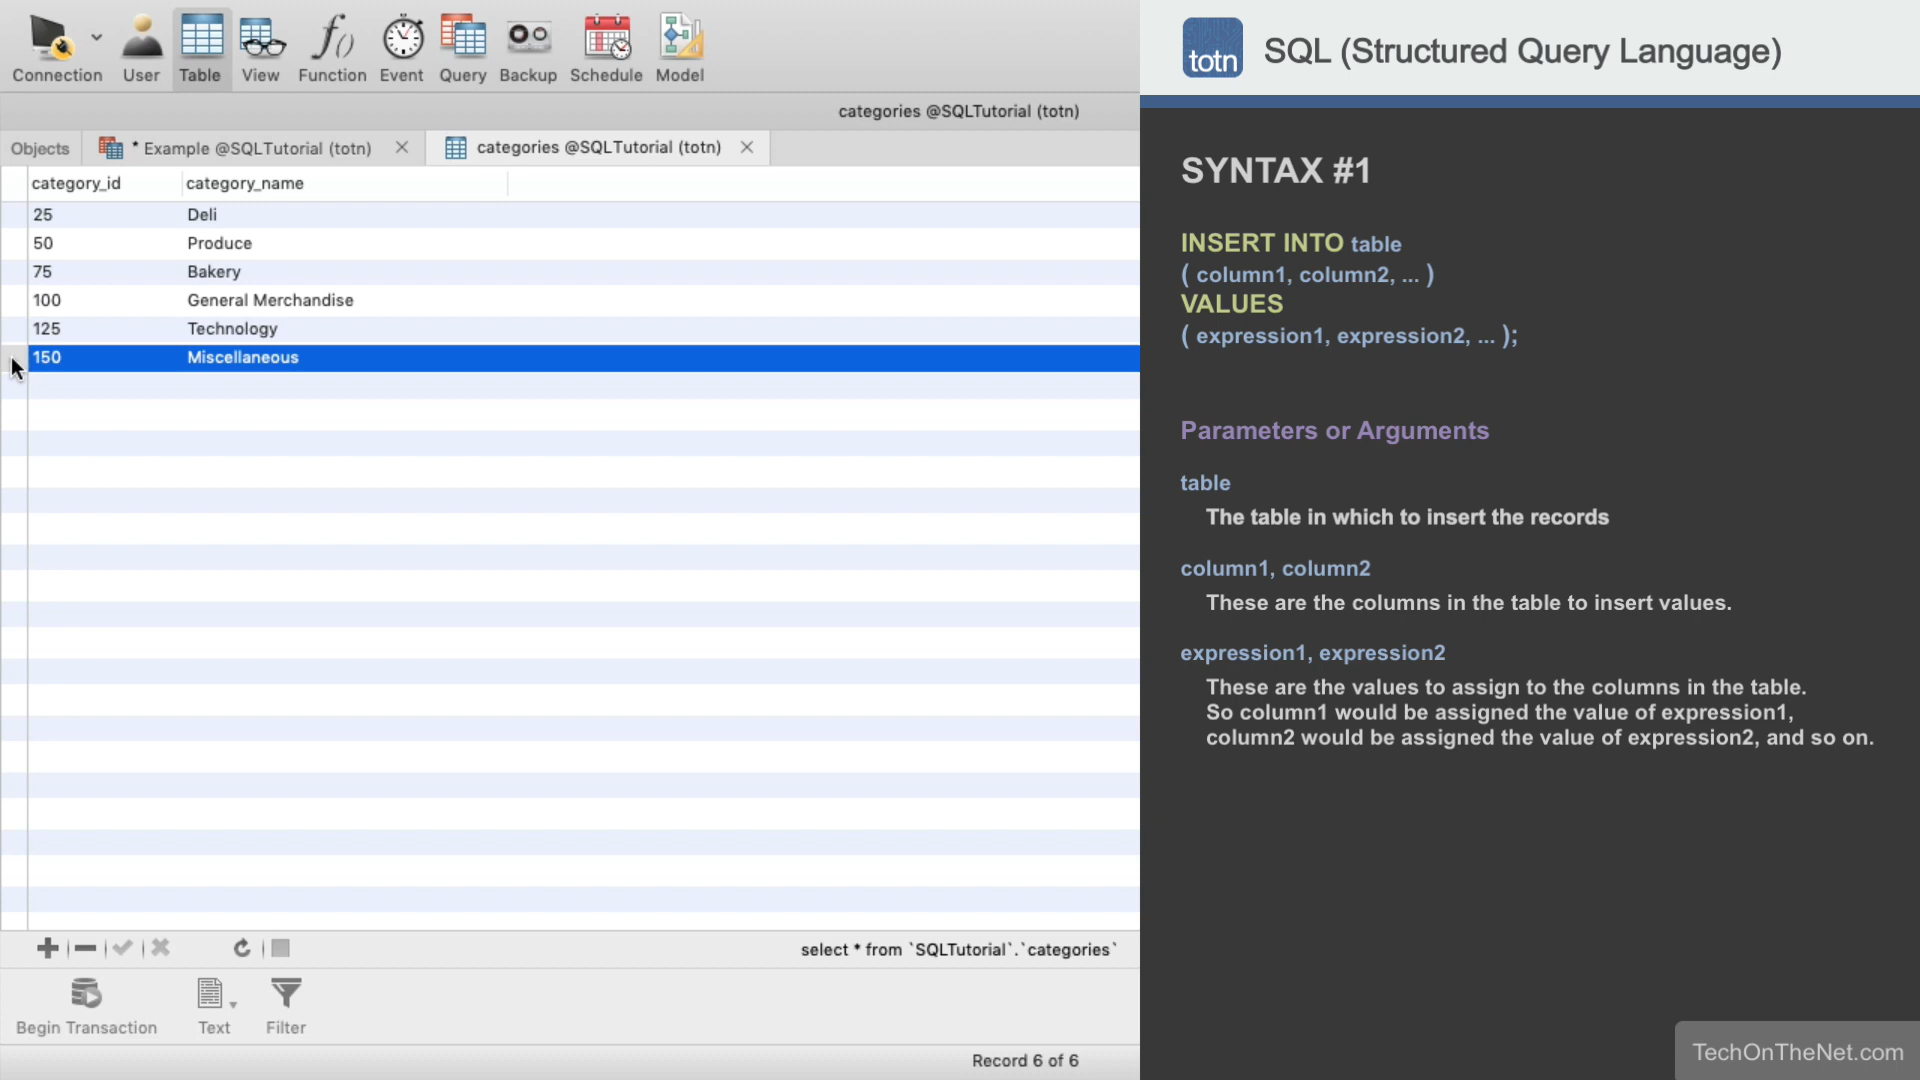 Connection User Table View Function Event Query Backup Schedule Model
categories @SQLTutorial (totn)
Objects * Example @SQLTutorial (totn) categories @SQLTutorial (totn)
category_id category_name
25 Deli
50 Produce
75 Bakery
100 General Merchandise
125 Technology
150 Miscellaneous
select * from `SQLTutorial`.`categories`
Begin Transaction Text Filter
Record 6 of 6
totn SQL (Structured Query Language)
SYNTAX #1
INSERT INTO table
( column1, column2, ... )
VALUES
( expression1, expression2, ... );
Parameters or Arguments
table
The table in which to insert the records
column1, column2
These are the columns in the table to insert values.
expression1, expression2
These are the values to assign to the columns in the table.
So column1 would be assigned the value of expression1,
column2 would be assigned the value of expression2, and so on.
TechOnTheNet.com